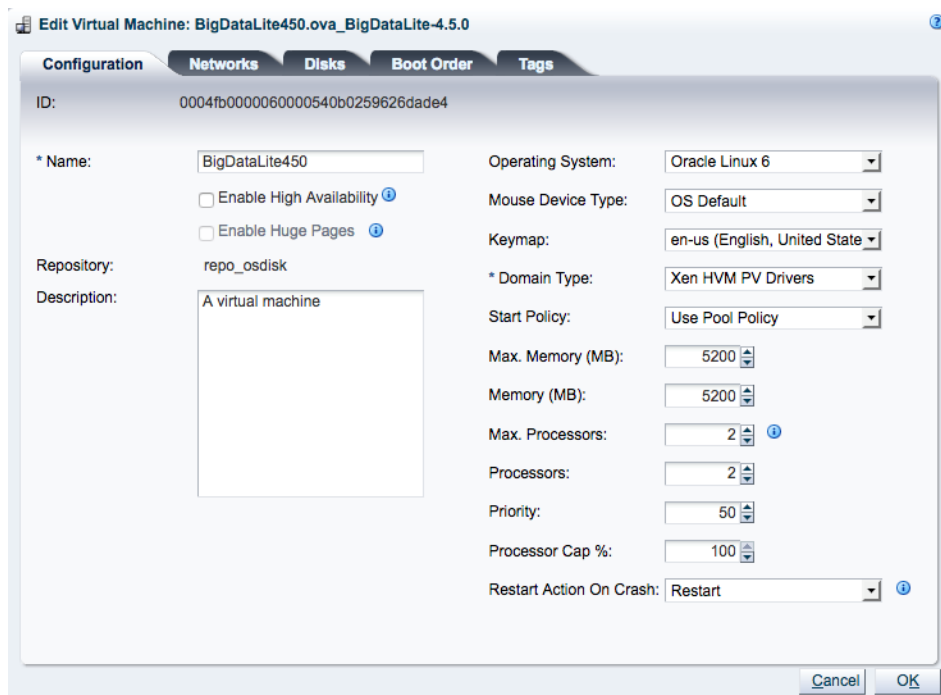 Edit Virtual Machine: BigDataLite450.ova_BigDataLite-4.5.0
Configuration Networks Disks Boot Order Tags
ID: 0004fb0000060000540b0259626dade4
* Name: BigDataLite450
Enable High Availability
Enable Huge Pages
Repository: repo_osdisk
Description: A virtual machine
Operating System: Oracle Linux 6
Mouse Device Type: OS Default
Keymap: en-us (English, United State
* Domain Type: Xen HVM PV Drivers
Start Policy: Use Pool Policy
Max. Memory (MB): 5200
Memory (MB): 5200
Max. Processors: 2
Processors: 2
Priority: 50
Processor Cap %: 100
Restart Action On Crash: Restart
Cancel OK